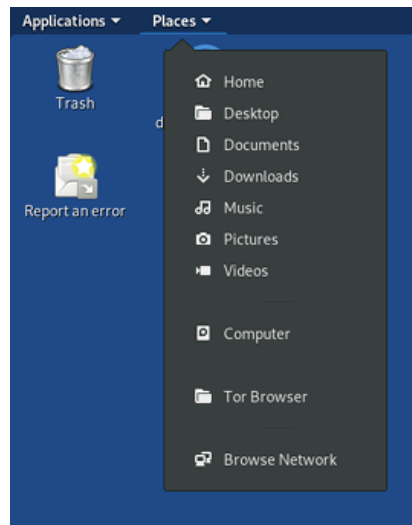 Applications Places
Trash
d
Report an error
Home
Desktop
Documents
Downloads
Music
Pictures
Videos
Computer
Tor Browser
Browse Network